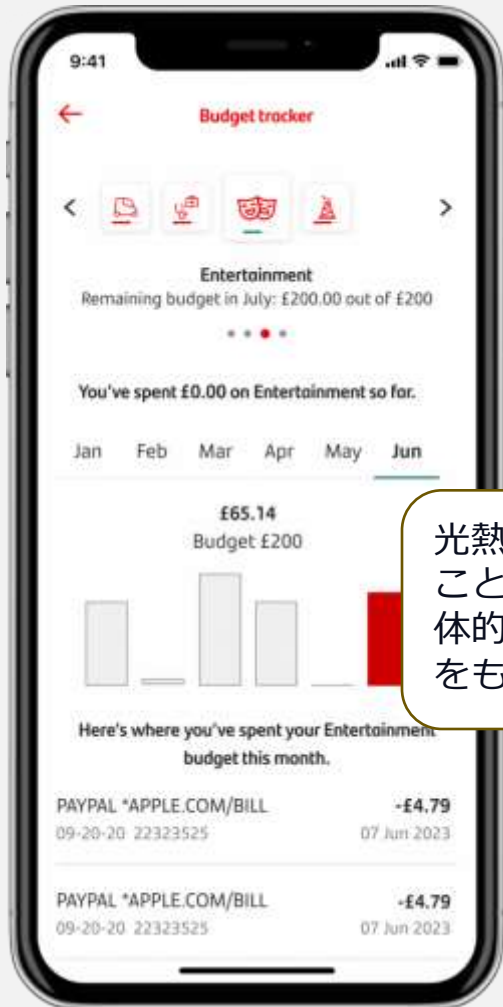 9:41
Budget tracker
Entertainment
Remaining budget in July: £200.00 out of £200
You've spent £0.00 on Entertainment so far.
Jan Feb Mar Apr May Jun
£65.14
Budget £200
光熱
こと
体的
をも
Here's where you've spent your Entertainment
budget this month.
PAYPAL *APPLE.COM/BILL -£4.79
09-20-20 22323525 07 Jun 2023
PAYPAL *APPLE.COM/BILL -£4.79
09-20-20 22323525 07 Jun 2023